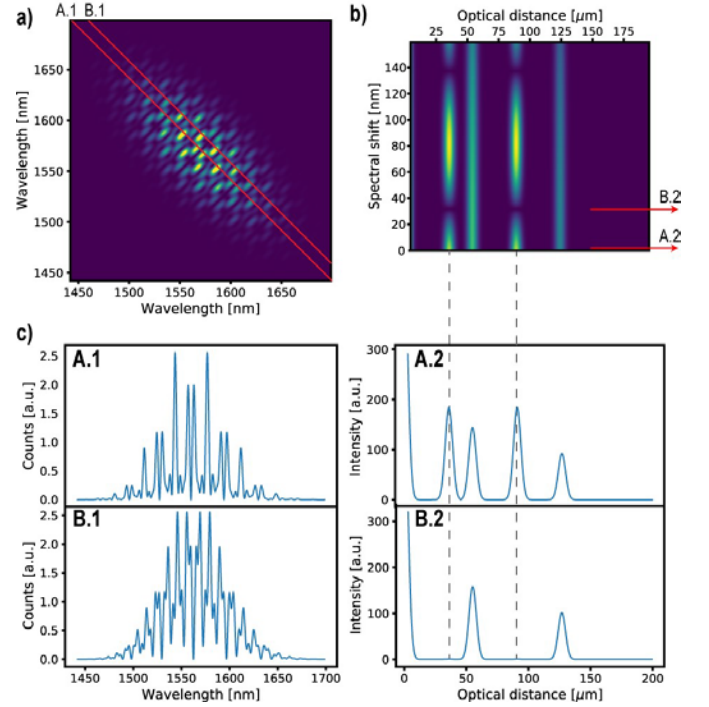 a)
A.1 B.1
Wavelength [nm]
1650
1600
1550
1500
1450
1450 1500 1550 1600 1650
Wavelength [nm]
b)
Optical distance [μm]
25 50 75 100 125 150 175
Spectral shift [nm]
140
120
100
80
60
40
20
0
B.2
A.2
c)
A.1
Counts [a.u.]
2.5
2.0
1.5
1.0
0.5
0.0
A.2
Intensity [a.u.]
300
200
100
0
B.1
Counts [a.u.]
2.5
2.0
1.5
1.0
0.5
0.0
1450 1500 1550 1600 1650 1700
Wavelength [nm]
B.2
Intensity [a.u.]
300
200
100
0
0 50 100 150 200
Optical distance [μm]